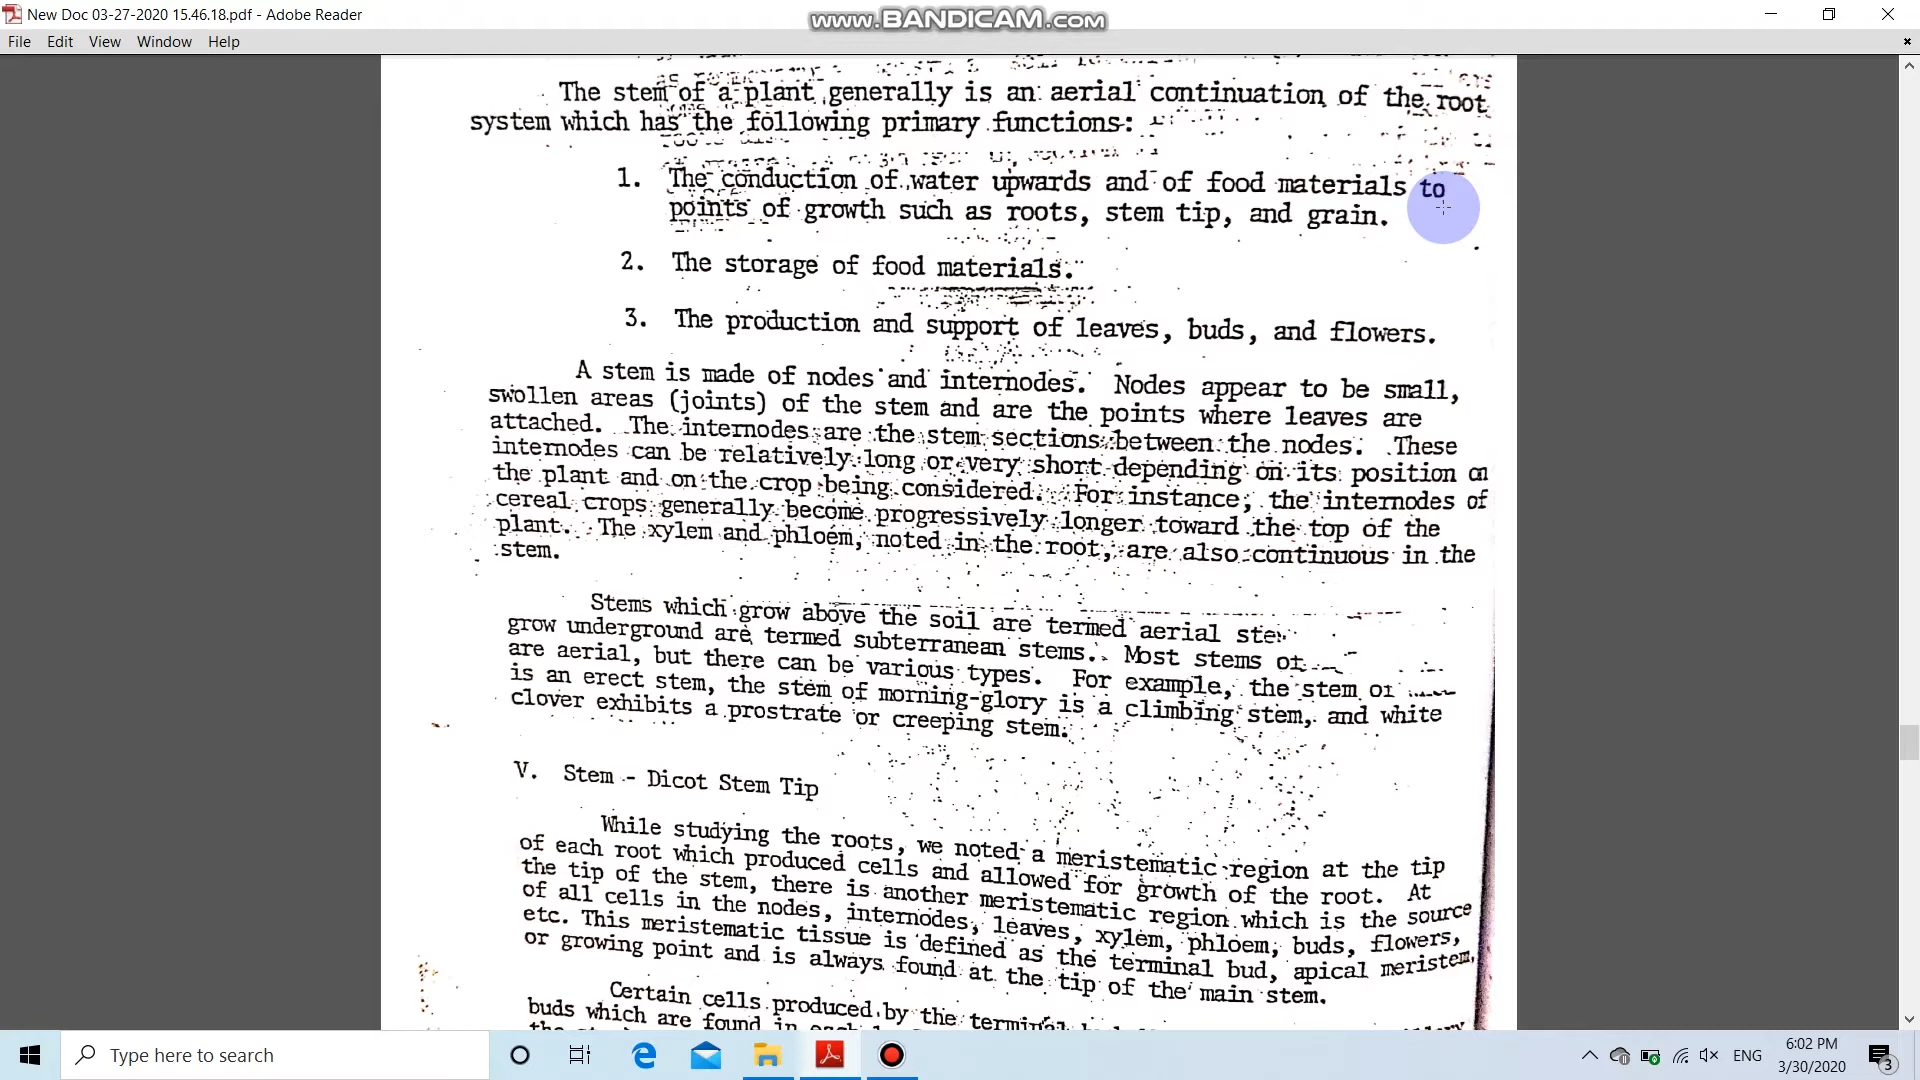 New Doc 03-27-2020 15.46.18.pdf - Adobe Reader
www.BANDICAM.com
File Edit View Window Help
The stem of a plant generally is an aerial continuation of the root
system which has the following primary functions:
1. The conduction of water upwards and of food materials to
points of growth such as roots, stem tip, and grain.
2. The storage of food materials.
3. The production and support of leaves, buds, and flowers.
A stem is made of nodes and internodes. Nodes appear to be small,
swollen areas (joints) of the stem and are the points where leaves are
attached. The internodes are the stem sections between the nodes. These
internodes can be relatively long or very short depending on its position on
the plant and on the crop being considered. For instance, the internodes of
cereal crops generally become progressively longer toward the top of the
plant. The xylem and phloem, noted in the root, are also continuous in the
stem.
Stems which grow above the soil are termed aerial
grow underground are termed subterranean stems. Most stems
are aerial, but there can be various types. For example, the stem
is an erect stem, the stem of morning-glory is a climbing stem, and white
clover exhibits a prostrate or creeping stem.
V. Stem - Dicot Stem Tip
While studying the roots, we noted a meristematic region at the tip
of each root which produced cells and allowed for growth of the root. At
the tip of the stem, there is another meristematic region which is the source
of all cells in the nodes, internodes, leaves, xylem, phloem, buds, flowers,
etc. This meristematic tissue is defined as the terminal bud, apical meristem,
or growing point and is always found at the tip of the main stem.
Certain cells produced by the
buds which are found in
Type here to search
ENG
6:02 PM
3/30/2020
3